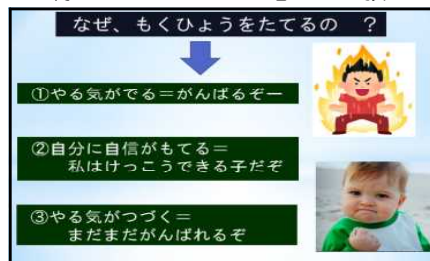 なぜ、もくひょうをたてるの　？
①やる気がでる＝がんばるぞー
②自分に自信がもてる＝
私はけっこうできる子だぞ
③やる気がつづく＝
まだまだがんばれるぞ